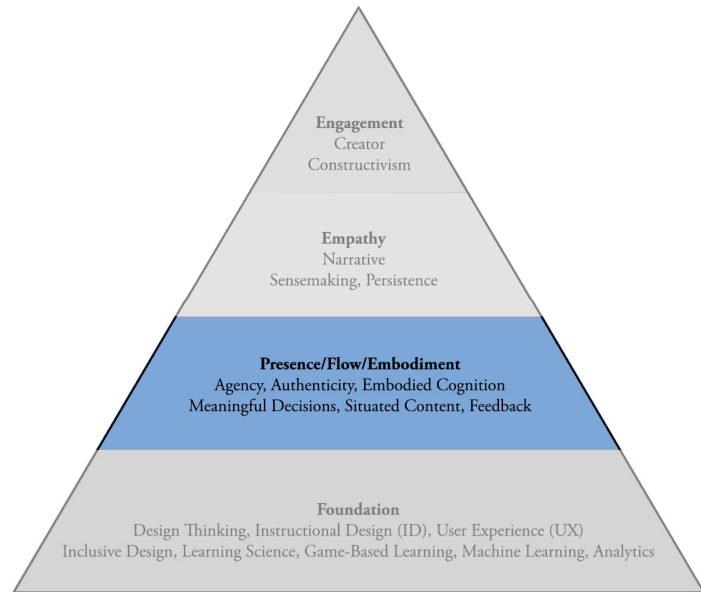 Engagement
Creator
Constructivism
Empathy
Narrative
Sensemaking, Persistence
Presence/Flow/Embodiment
Agency, Authenticity, Embodied Cognition
Meaningful Decisions, Situated Content, Feedback
Foundation
Design Thinking, Instructional Design (ID), User Experience (UX)
Inclusive Design, Learning Science, Game-Based Learning, Machine Learning, Analytics